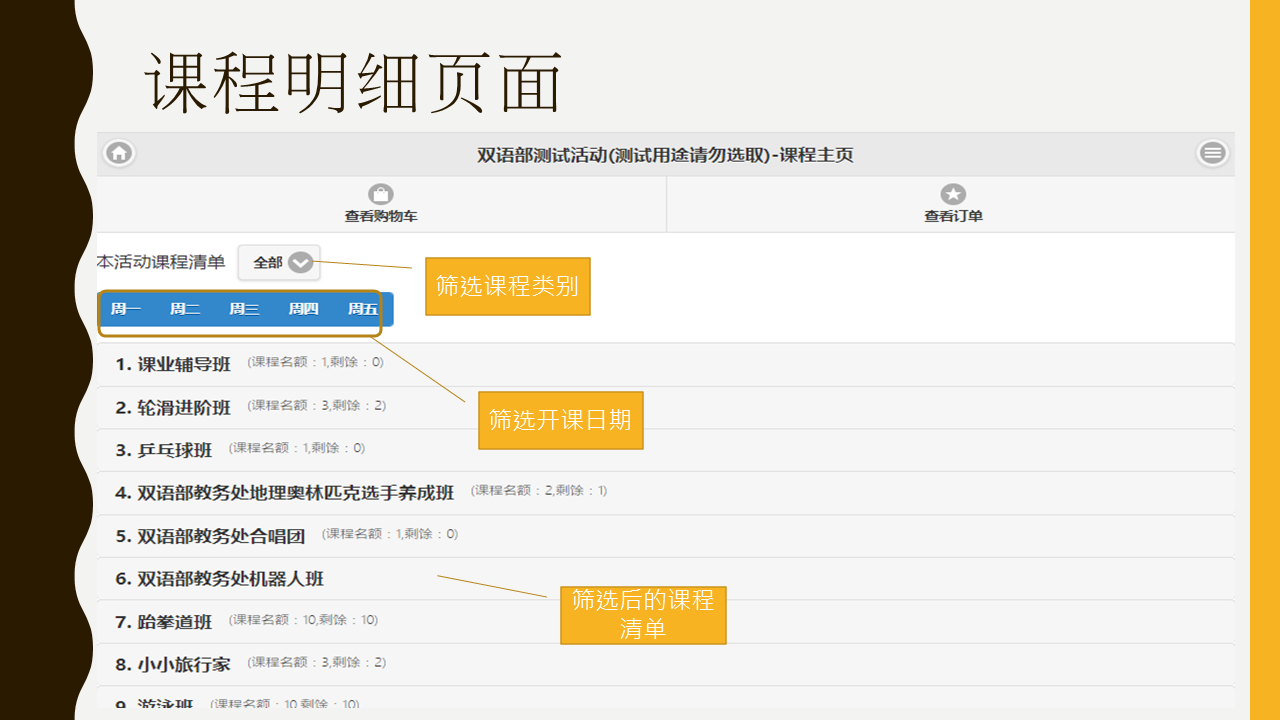 课程明细页面
双语部测试活动(测试用途请勿选取)-课程主页
查看购物车
查看订单
本活动课程清单 全部
筛选课程类别
周一 周二 周三 周四 周五
1. 课业辅导班 (课程名额：1,剩馀：0)
2. 轮滑进阶班 (课程名额：3,剩馀：2)
筛选开课日期
3. 乒乓球班 (课程名额：1,剩馀：0)
4. 双语部教务处地理奥林匹克选手养成班 (课程名额：2,剩馀：1)
5. 双语部教务处合唱团 (课程名额：1,剩馀：0)
6. 双语部教务处机器人班
筛选后的课程
清单
7. 跆拳道班 (课程名额：10,剩馀：10)
8. 小小旅行家 (课程名额：3,剩馀：2)
9. 游泳班 (课程名额：10,剩馀：10)